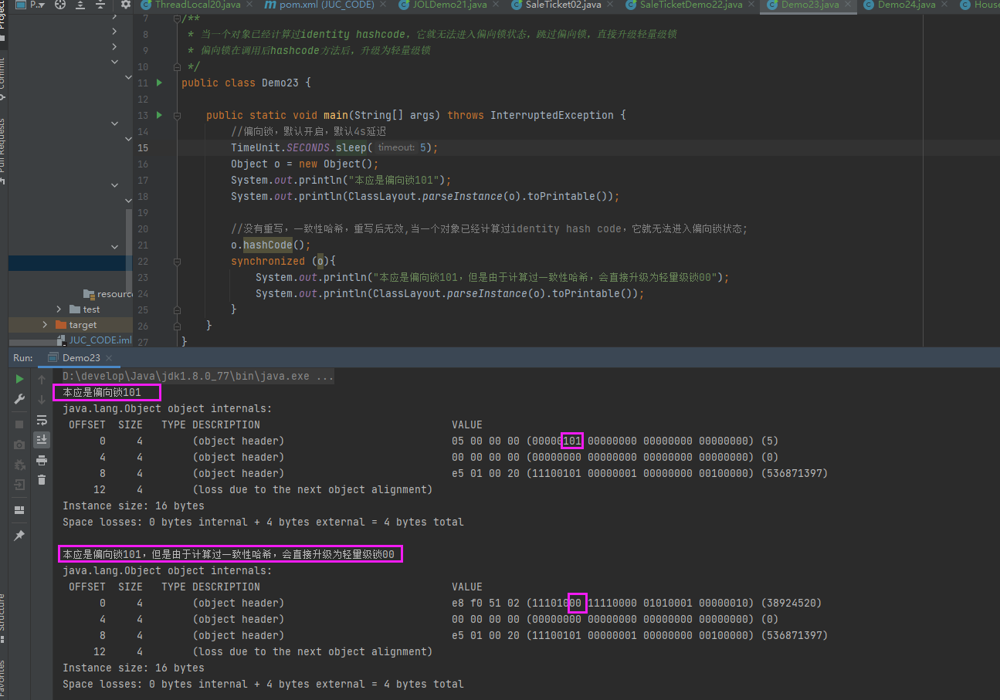 P..
ThreadLocal20.java
pom.xml (JUC_CODE)
JOLDemo21.java
SaleTicket02.java
SaleTicketDemo22.java
Demo23.java
Demo24.java
Commit
Pull Requests
resourc
test
target
JUC_CODE.iml
7 /**
8 * 当一个对象已经计算过identity hashcode，它就无法进入偏向锁状态，跳过偏向锁，直接升级轻量级锁
9 * 偏向锁在调用后hashcode方法后，升级为轻量级锁
10 */
11 public class Demo23 {
12
13 public static void main(String[] args) throws InterruptedException {
14 //偏向锁，默认开启，默认4s延迟
15 TimeUnit.SECONDS.sleep( timeout: 5);
16 Object o = new Object();
17 System.out.println("本应是偏向锁101");
18 System.out.println(ClassLayout.parseInstance(o).toPrintable());
19
20 //没有重写，一致性哈希，重写后无效,当一个对象已经计算过identity hash code，它就无法进入偏向锁状态;
21 o.hashCode();
22 synchronized (o){
23 System.out.println("本应是偏向锁101，但是由于计算过一致性哈希，会直接升级为轻量级锁00");
24 System.out.println(ClassLayout.parseInstance(o).toPrintable());
25 }
26 }
27 }
Run: Demo23
D:\develop\Java\jdk1.8.0_77\bin\java.exe ...
本应是偏向锁101
java.lang.Object object internals:
OFFSET SIZE TYPE DESCRIPTION VALUE
0 4 (object header) 05 00 00 00 (00000101 00000000 00000000 00000000) (5)
4 4 (object header) 00 00 00 00 (00000000 00000000 00000000 00000000) (0)
8 4 (object header) e5 01 00 20 (11100101 00000001 00000000 00100000) (536871397)
12 4 (loss due to the next object alignment)
Instance size: 16 bytes
Space losses: 0 bytes internal + 4 bytes external = 4 bytes total
本应是偏向锁101，但是由于计算过一致性哈希，会直接升级为轻量级锁00
java.lang.Object object internals:
OFFSET SIZE TYPE DESCRIPTION VALUE
0 4 (object header) e8 f0 51 02 (11101000 11110000 01010001 00000010) (38924520)
4 4 (object header) 00 00 00 00 (00000000 00000000 00000000 00000000) (0)
8 4 (object header) e5 01 00 20 (11100101 00000001 00000000 00100000) (536871397)
12 4 (loss due to the next object alignment)
Instance size: 16 bytes
Space losses: 0 bytes internal + 4 bytes external = 4 bytes total
Structure
Favorites